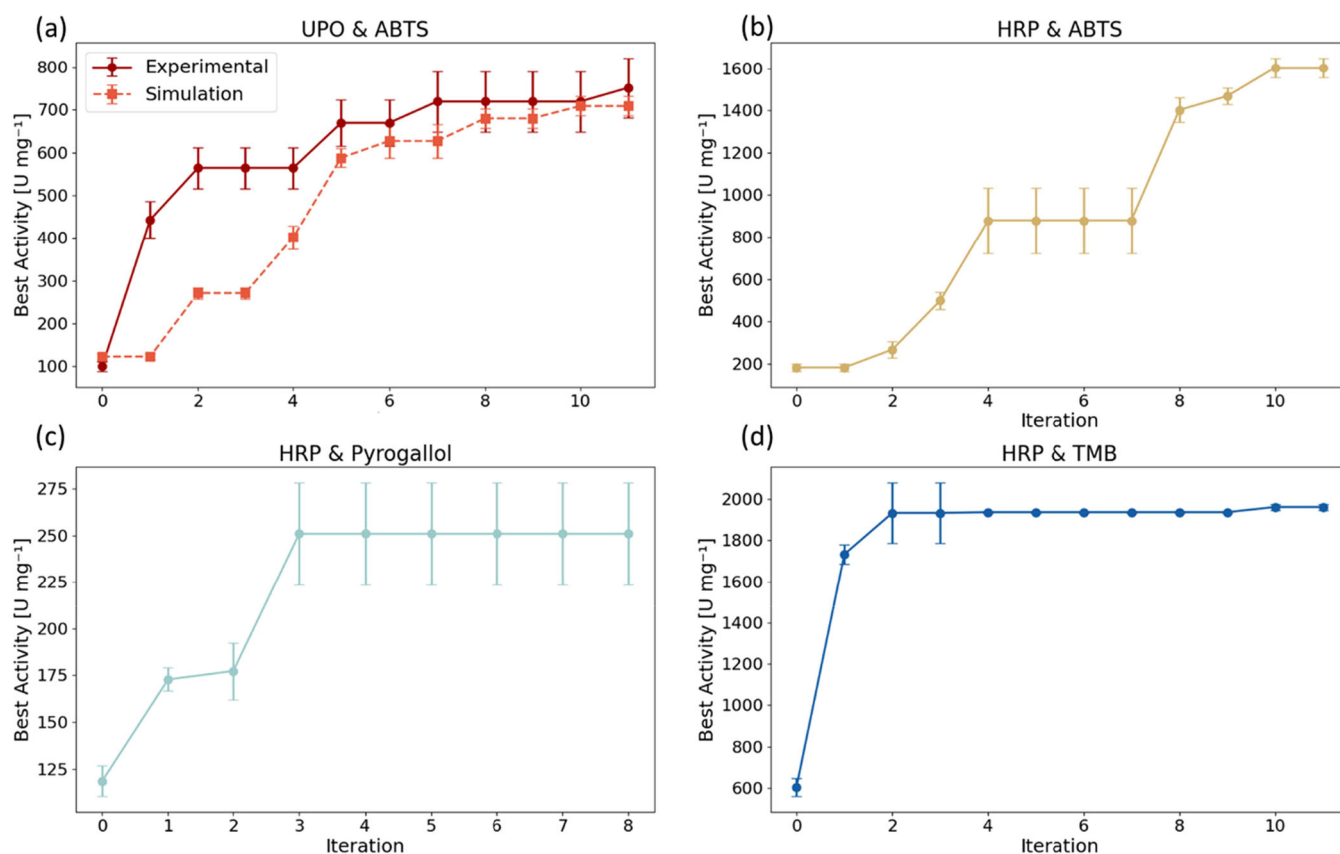 (a)
UPO & ABTS
Experimental
Simulation
Best Activity [U mg⁻¹]
800
700
600
500
400
300
200
100
0 2 4 6 8 10
(b)
HRP & ABTS
Best Activity [U mg⁻¹]
1600
1400
1200
1000
800
600
400
200
0 2 4 6 8 10
Iteration
(c)
HRP & Pyrogallol
Best Activity [U mg⁻¹]
275
250
225
200
175
150
125
0 1 2 3 4 5 6 7 8
Iteration
(d)
HRP & TMB
Best Activity [U mg⁻¹]
2000
1800
1600
1400
1200
1000
800
600
0 2 4 6 8 10
Iteration